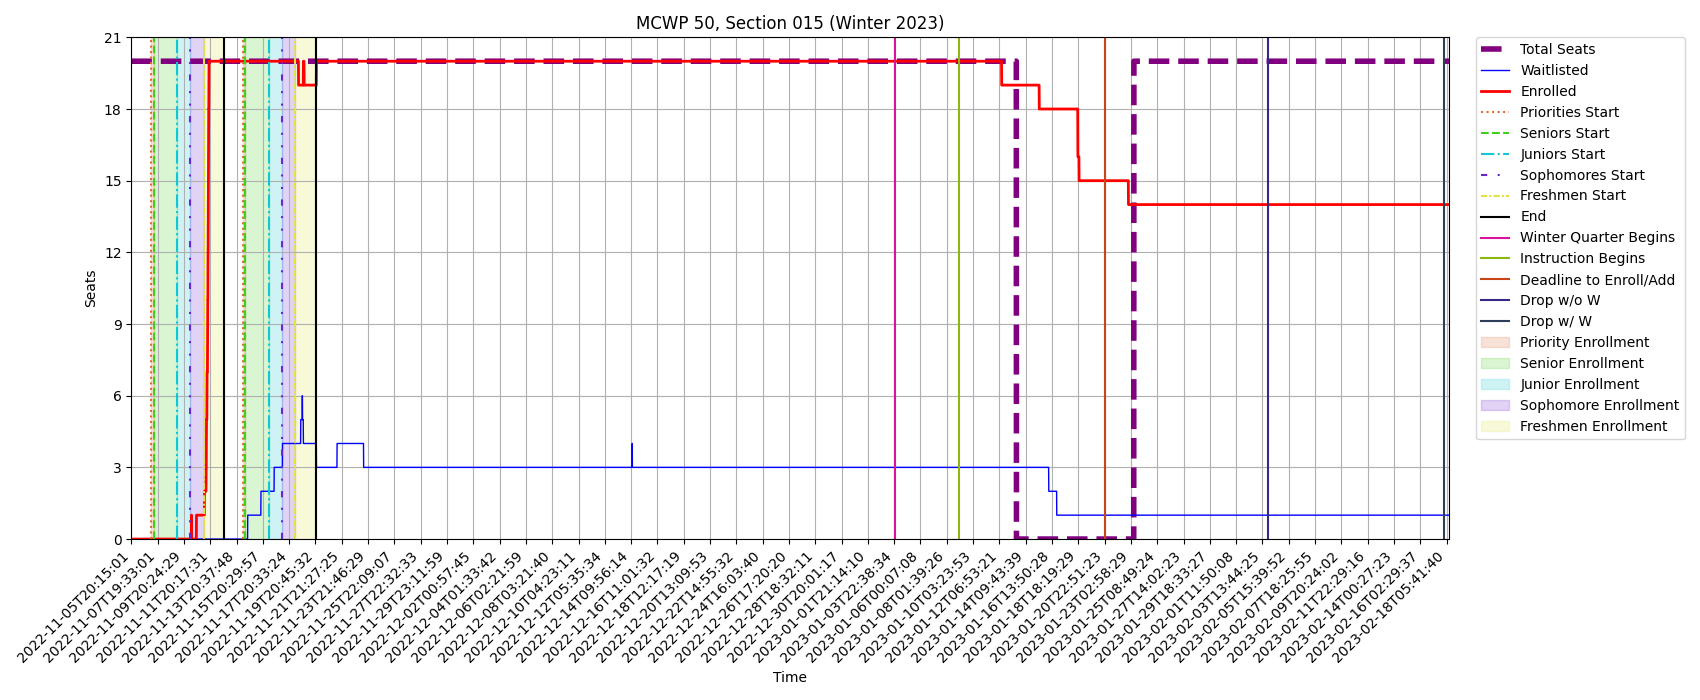 MCWP 50, Section 015 (Winter 2023)
21
18
15
12
9
6
3
0
Seats
2022-11-05T20:15:01
2022-11-07T19:33:01
2022-11-09T20:24:29
2022-11-11T20:17:31
2022-11-13T20:37:48
2022-11-15T20:29:57
2022-11-17T20:33:24
2022-11-19T20:45:32
2022-11-21T21:27:25
2022-11-23T21:46:29
2022-11-25T22:09:07
2022-11-27T22:32:33
2022-11-29T23:11:59
2022-12-02T00:57:45
2022-12-04T01:33:42
2022-12-06T02:21:59
2022-12-08T03:21:40
2022-12-10T04:23:11
2022-12-12T05:35:34
2022-12-14T09:56:14
2022-12-16T11:01:32
2022-12-18T12:17:19
2022-12-20T13:09:53
2022-12-22T14:55:32
2022-12-24T16:03:40
2022-12-26T17:20:20
2022-12-28T18:32:11
2022-12-30T20:01:17
2023-01-01T21:14:10
2023-01-03T22:38:34
2023-01-06T00:07:08
2023-01-08T01:39:26
2023-01-10T03:23:53
2023-01-12T06:53:21
2023-01-14T09:43:39
2023-01-16T13:50:28
2023-01-18T18:19:29
2023-01-20T22:51:23
2023-01-23T02:58:29
2023-01-25T08:49:24
2023-01-27T14:02:23
2023-01-29T18:33:27
2023-02-01T11:50:08
2023-02-03T13:44:25
2023-02-05T15:39:52
2023-02-07T18:25:55
2023-02-09T20:24:02
2023-02-11T22:29:16
2023-02-14T00:27:23
2023-02-16T02:29:37
2023-02-18T05:41:40
Time
Total Seats
Waitlisted
Enrolled
Priorities Start
Seniors Start
Juniors Start
Sophomores Start
Freshmen Start
End
Winter Quarter Begins
Instruction Begins
Deadline to Enroll/Add
Drop w/o W
Drop w/ W
Priority Enrollment
Senior Enrollment
Junior Enrollment
Sophomore Enrollment
Freshmen Enrollment